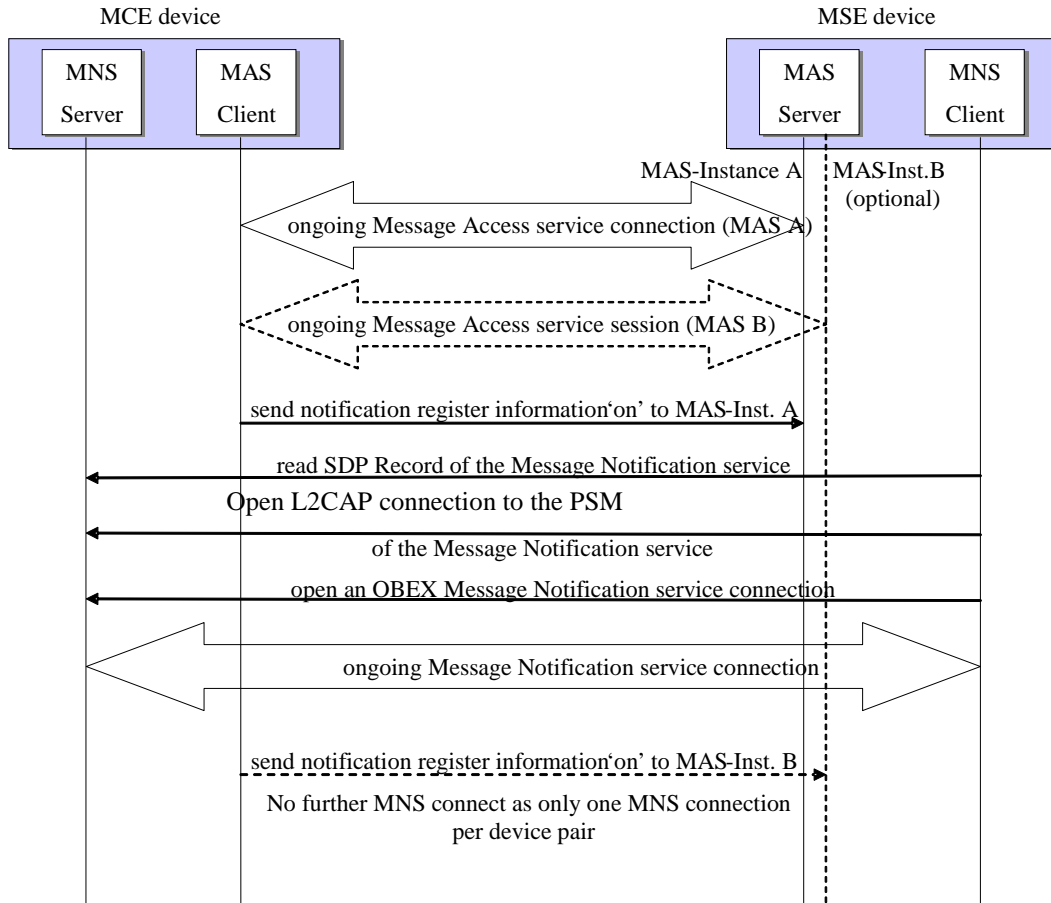 MCE device
MSE device
MNS
Server
MAS
Client
MAS
Server
MNS
Client
MAS-Instance A
MAS-Inst.B
(optional)
ongoing Message Access service connection (MAS A)
ongoing Message Access service session (MAS B)
send notification register information‘on’ to MAS-Inst. A
read SDP Record of the Message Notification service
Open L2CAP connection to the PSM
of the Message Notification service
open an OBEX Message Notification service connection
ongoing Message Notification service connection
send notification register information‘on’ to MAS-Inst. B
No further MNS connect as only one MNS connection
per device pair